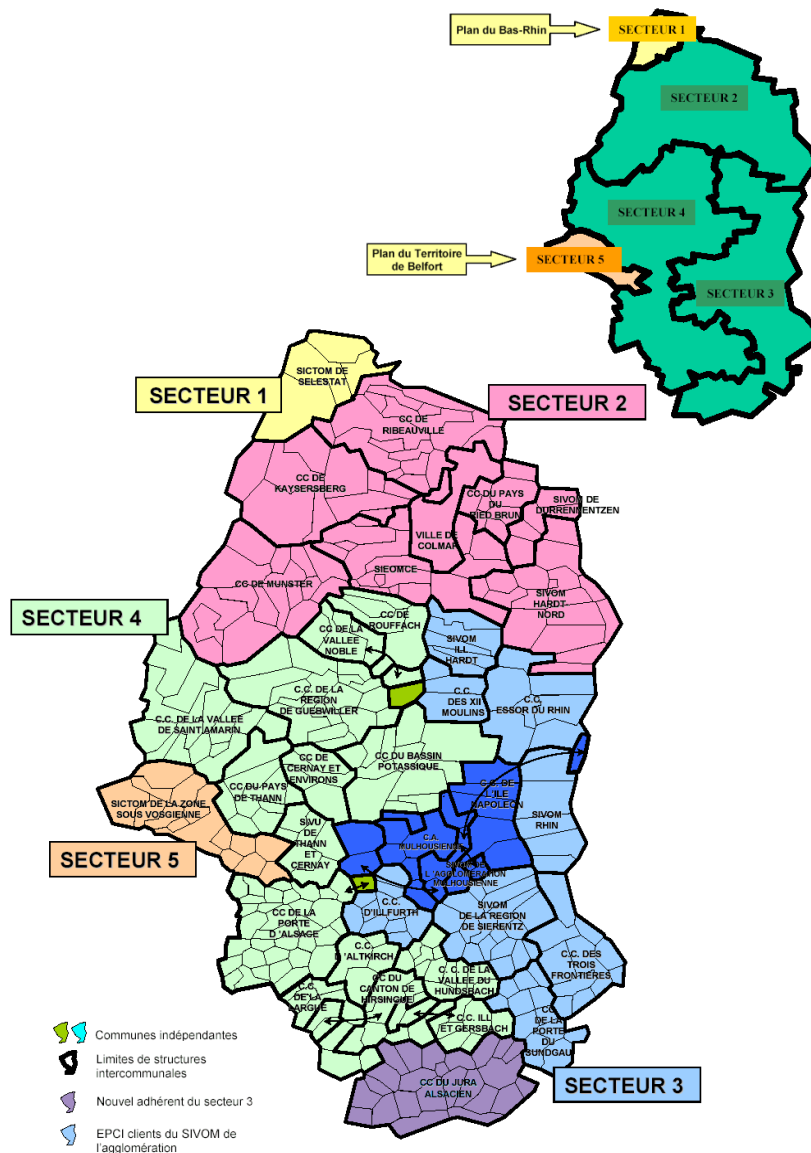 Plan du Bas-Rhin
SECTEUR 1
SECTEUR 2
SECTEUR 4
Plan du Territoire
de Belfort
SECTEUR 5
SECTEUR 3
SICTOM DE
SELESTAT
SECTEUR 1
SECTEUR 2
CC DE
RIBEAUVILLE
CC DE
KAYSERSBERG
CC DU PAYS
DU
RIED BRUN
SIVOM DE
DURRENNENTZEN
VILLE DE
COLMAR
SIEOMCE
CC DE MUNSTER
SIVOM
HARDT-
NORD
SECTEUR 4
CC DE
ROUFFACH
CC DE LA
VALLEE
NOBLE
SIVOM
ILL
HARDT
C.C. DE LA
REGION
DE GUEBWILLER
C.C.
DES XII
MOULINS
C.C.
ESSOR DU RHIN
C.C. DE LA VALLEE
DE SAINT AMARIN
CC DE
CERNAY ET
ENVIRONS
CC DU BASSIN
POTASSIQUE
CC DU PAYS
DE THANN
C.C. DE
L'ILE
NAPOLEON
SICTOM DE LA ZONE
SOUS VOSGIENNE
SIVOM
RHIN
SIVU
DE
THANN
ET
CERNAY
C.A.
MULHOUSIENNE
SECTEUR 5
SIVOM DE
L'AGGLOMERATION
MULHOUSIENNE
C.C.
D'ILLFURTH
SIVOM
DE LA REGION
DE SIERENTZ
CC DE LA
PORTE
D'ALSAGE
C.C.
D'ALTKIRCH
C.C. DES
TROIS
FRONTIERES
C. C. DE LA
VALLEE DU
HUNDSBACH
CC DU
CANTON DE
HIRSINGUE
C.C.
DE LA
LARGUE
C.C. ILL
ET GERSBACH
CC
DE LA
PORTE
DU
SUNDGAU
Communes indépendantes
Limites de structures
intercommunales
CC DU JURA
ALSACIEN
SECTEUR 3
Nouvel adhérent du secteur 3
EPCI clients du SIVOM de
l'agglomération